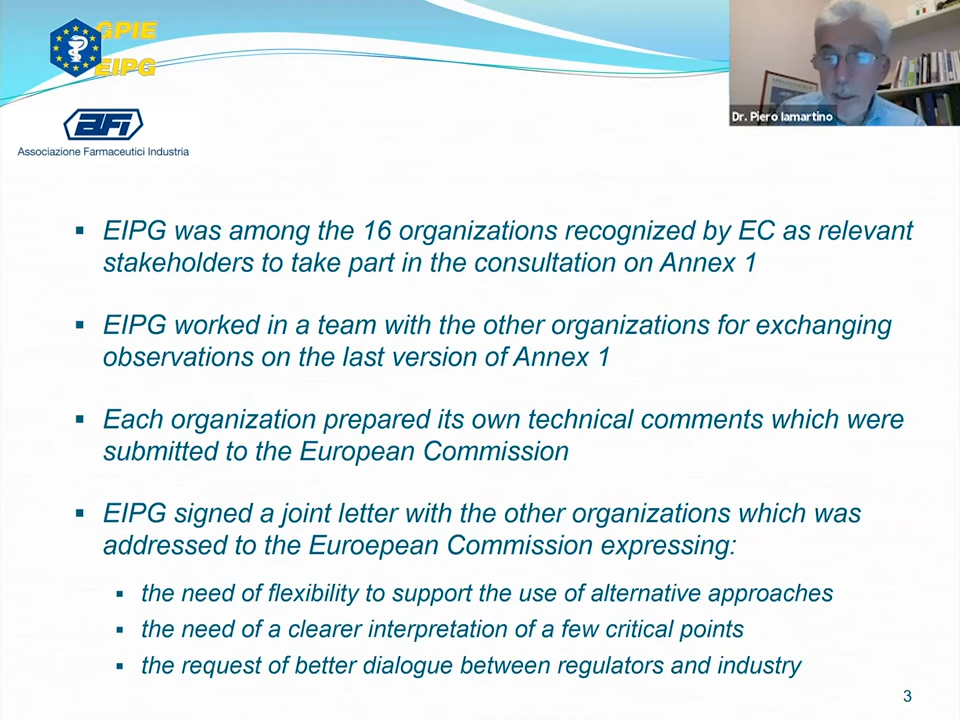 GPIE
EIPG
AFI
Associazione Farmaceutici Industria
Dr. Piero Iamartino
▪ EIPG was among the 16 organizations recognized by EC as relevant
stakeholders to take part in the consultation on Annex 1
▪ EIPG worked in a team with the other organizations for exchanging
observations on the last version of Annex 1
▪ Each organization prepared its own technical comments which were
submitted to the European Commission
▪ EIPG signed a joint letter with the other organizations which was
addressed to the Euroepean Commission expressing:
▪ the need of flexibility to support the use of alternative approaches
▪ the need of a clearer interpretation of a few critical points
▪ the request of better dialogue between regulators and industry
3